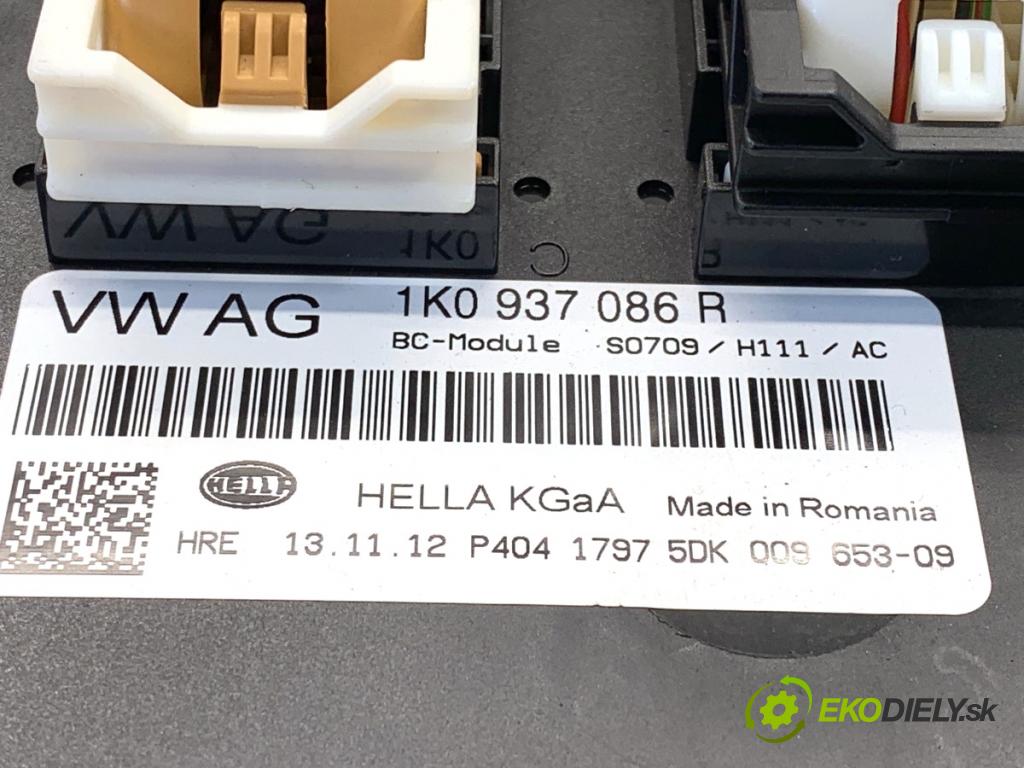 VW AG 1K0 937 086 R
BC-Module S0709 / H111 / AC
HELLA HELLA KGaA Made in Romania
HRE 13.11.12 P404 1797 5DK 009 653-09
EKODIELY.sk